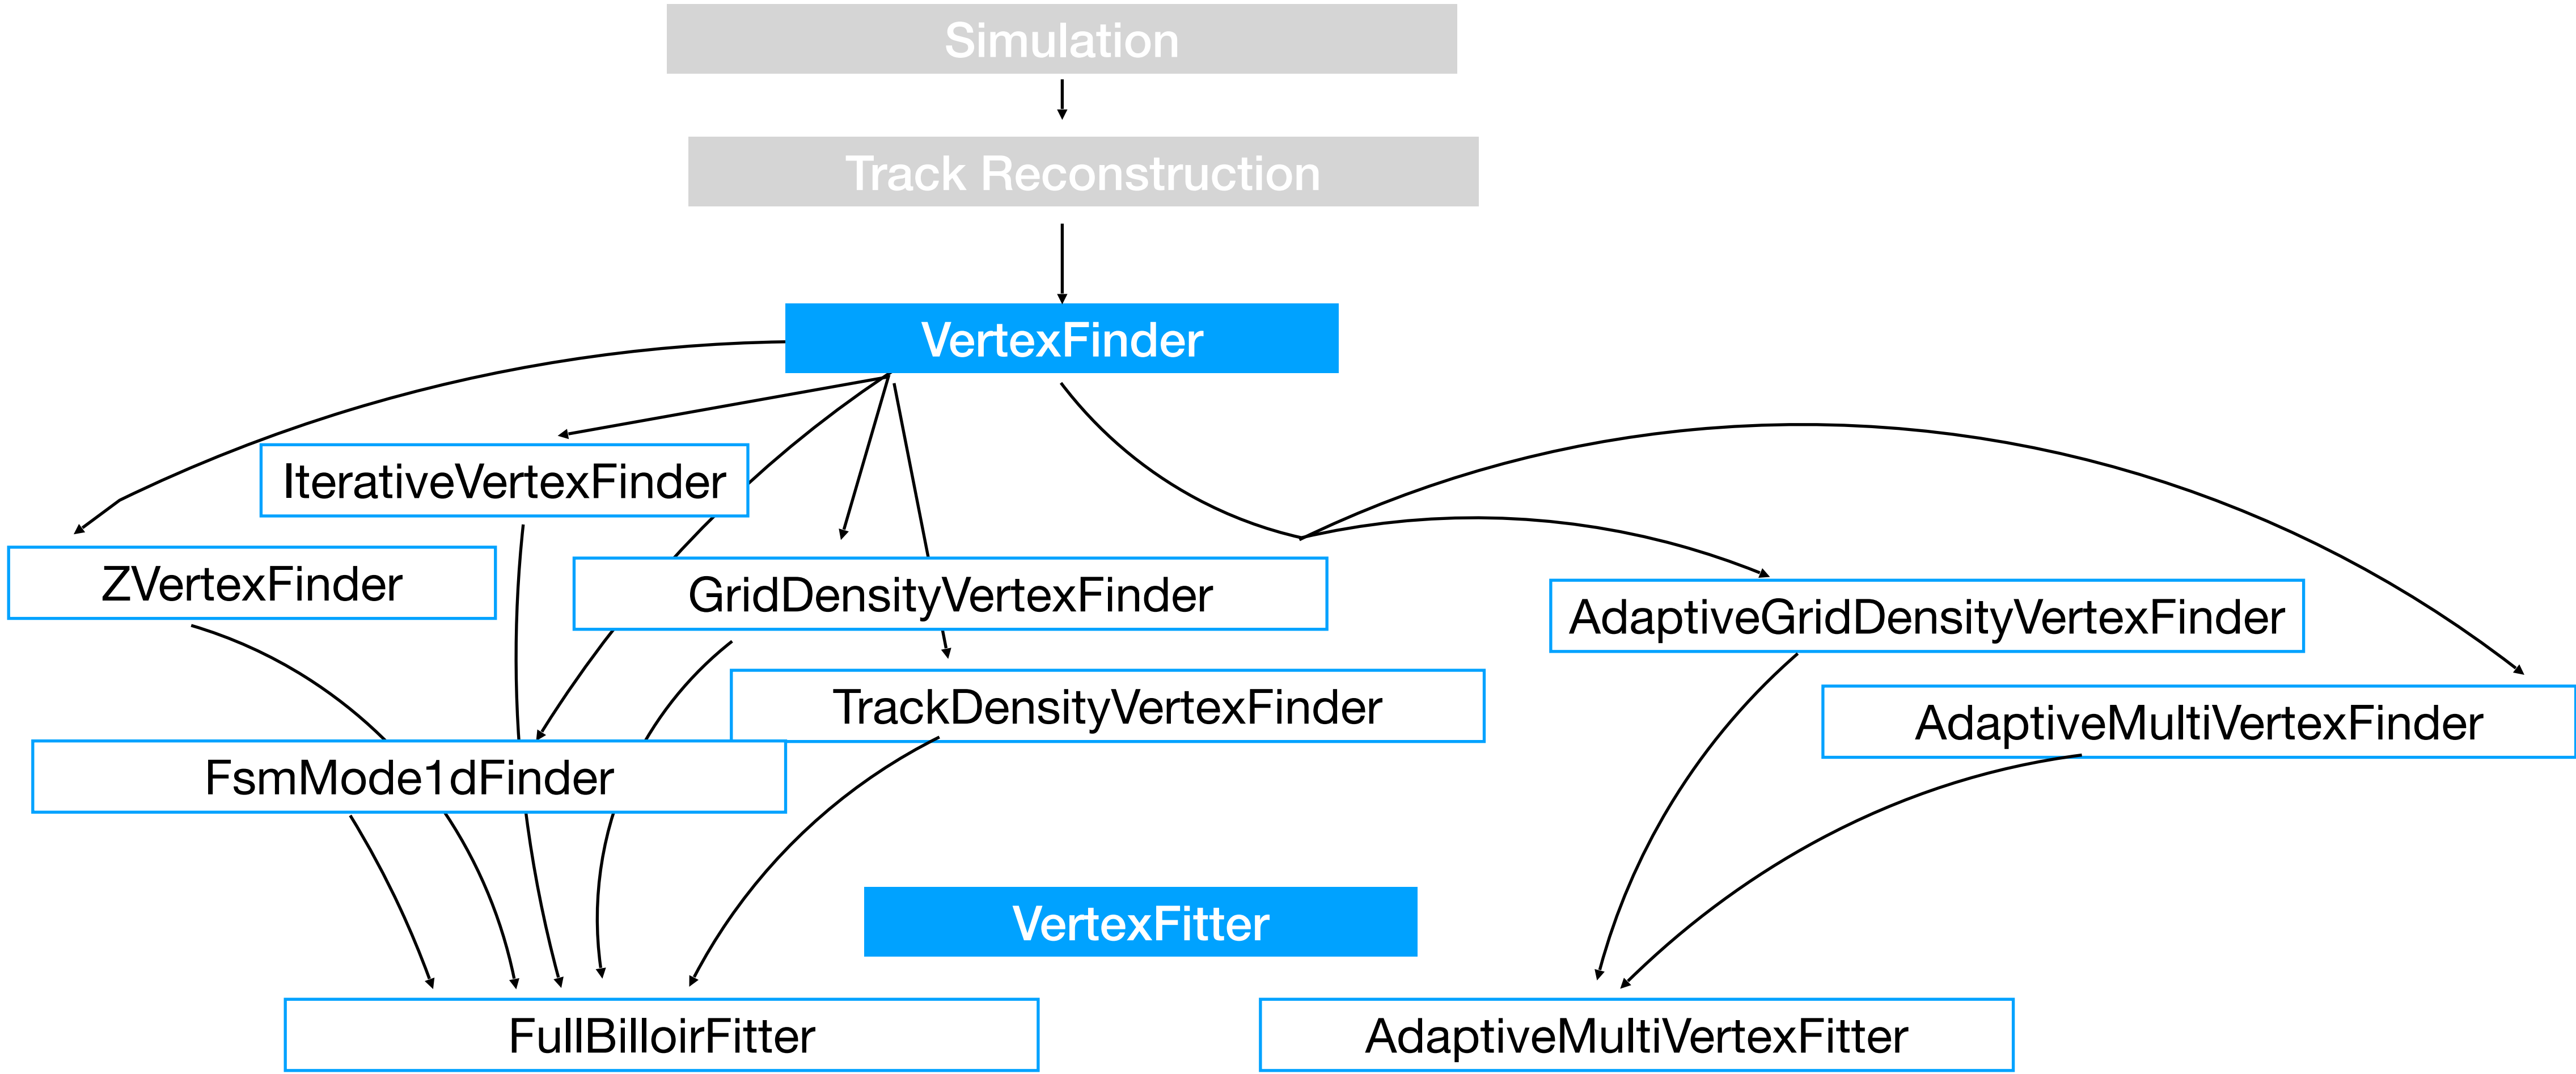 Simulation
Track Reconstruction
VertexFinder
IterativeVertexFinder
ZVertexFinder
GridDensityVertexFinder
AdaptiveGridDensityVertexFinder
TrackDensityVertexFinder
AdaptiveMultiVertexFinder
FsmMode1dFinder
VertexFitter
FullBilloirFitter
AdaptiveMultiVertexFitter